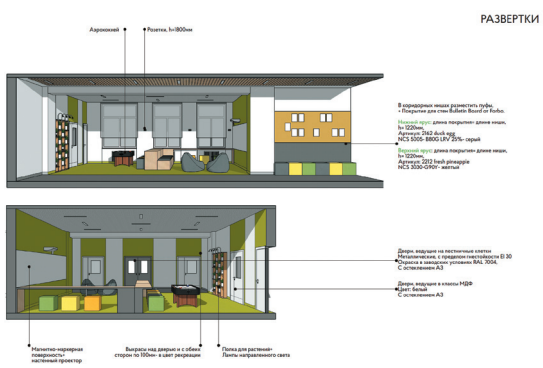 РАЗВЕРТКИ
Аэрохоккей
Розетки, h=1800мм
В коридорных нишах разместить пуфы,
+ Покрытие для стен Bulletin Board от Forbo.
Нижний ярус: длина покрытия= длине ниши,
h= 1220мм,
Артикул: 2162 duck egg
NCS 5005- B80G LRV 25%- серый
Верхний ярус: длина покрытия= длине ниши,
h= 1220мм,
Артикул: 2212 fresh pineapple
NCS 3030-G90Y- желтый
Двери, ведущие на лестничные клетки
Металлические, с пределом гнестойкости EI 30
Окраска в заводских условиях RAL 7004,
С остеклением А3
Двери, ведущие в классы МДФ
Цвет: белый
С остеклением А3
Магнитно-маркерная
поверхность+
настенный проектор
Выкрасы над дверью и с обеих
сторон по 100мм- в цвет рекреации
Полка для растений+
Лампы направленного света